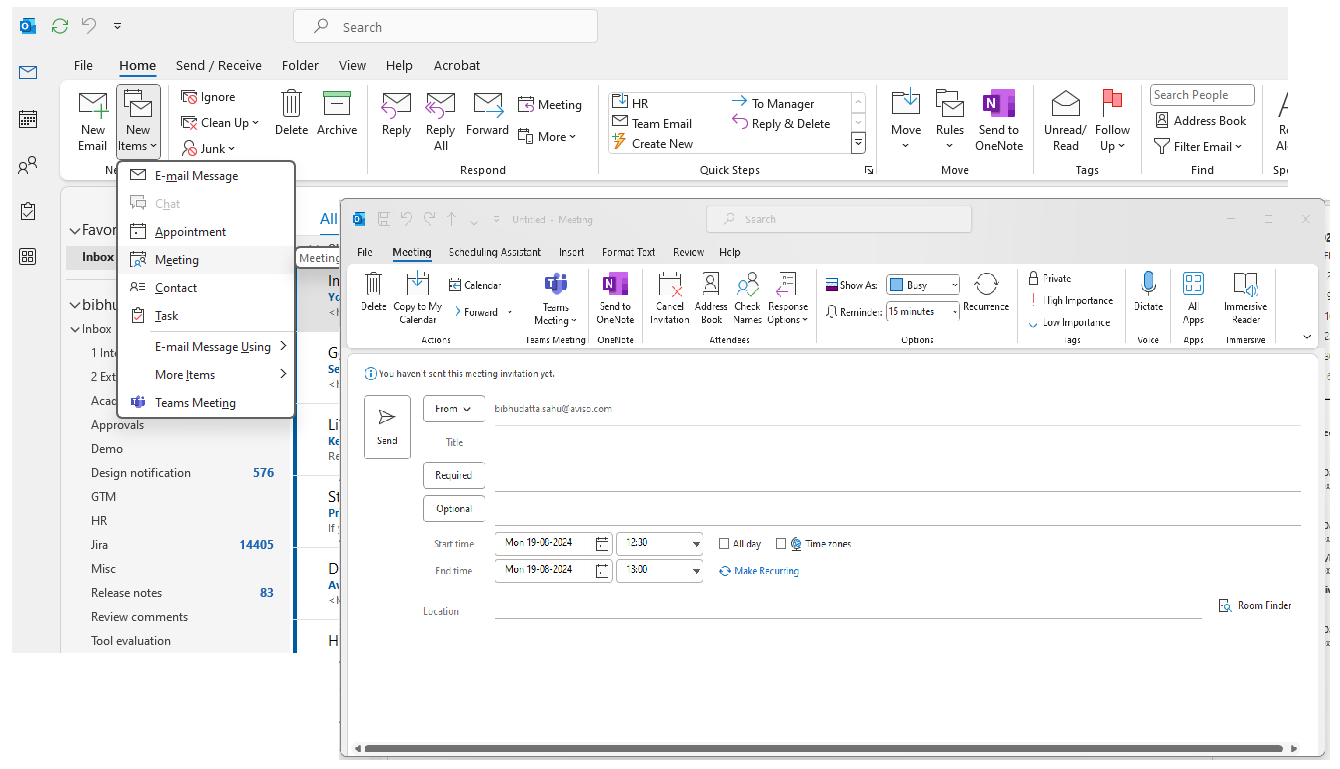 Search
File Home Send / Receive Folder View Help Acrobat
New Email
New Items
Ignore
Clean Up
Junk
Delete
Archive
Reply
Reply All
Forward
Meeting
More
Respond
HR
Team Email
Create New
To Manager
Reply & Delete
Quick Steps
Move
Rules
Send to OneNote
Move
Unread/ Read
Follow Up
Tags
Search People
Address Book
Filter Email
Find
E-mail Message
Chat
Appointment
Meeting
Contact
Task
E-mail Message Using
More Items
Teams Meeting
Meeting
All
Inbox
Inbox
Approvals
Demo
Design notification 576
GTM
HR
Jira 14405
Misc
Release notes 83
Review comments
Tool evaluation
Untitled - Meeting
Search
File Meeting Scheduling Assistant Insert Format Text Review Help
Delete
Copy to My Calendar
Calendar
Forward
Actions
Teams Meeting
Teams Meeting
Send to OneNote
OneNote
Cancel Invitation
Address Book
Check Names
Response Options
Attendees
Show As: Busy
Reminder: 15 minutes
Recurrence
Options
Private
High Importance
Low Importance
Tags
Dictate
Voice
All Apps
Apps
Immersive Reader
Immersive
You haven't sent this meeting invitation yet.
Send
From bibhudatta.sahu@aviso.com
Title
Required
Optional
Start time Mon 19-08-2024 12:30 All day Time zones
End time Mon 19-08-2024 13:00 Make Recurring
Location Room Finder